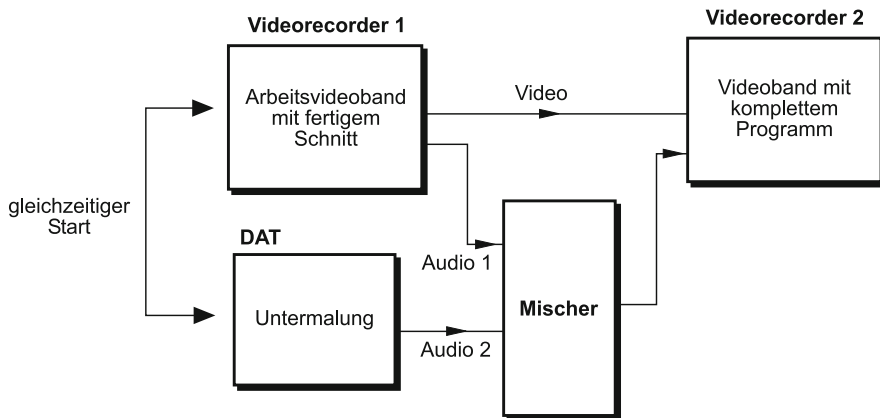 Videorecorder 1
Videorecorder 2
Arbeitsvideoband
mit fertigem
Schnitt
Video
Videoband mit
komplettem
Programm
gleichzeitiger
Start
DAT
Untermalung
Audio 1
Audio 2
Mischer